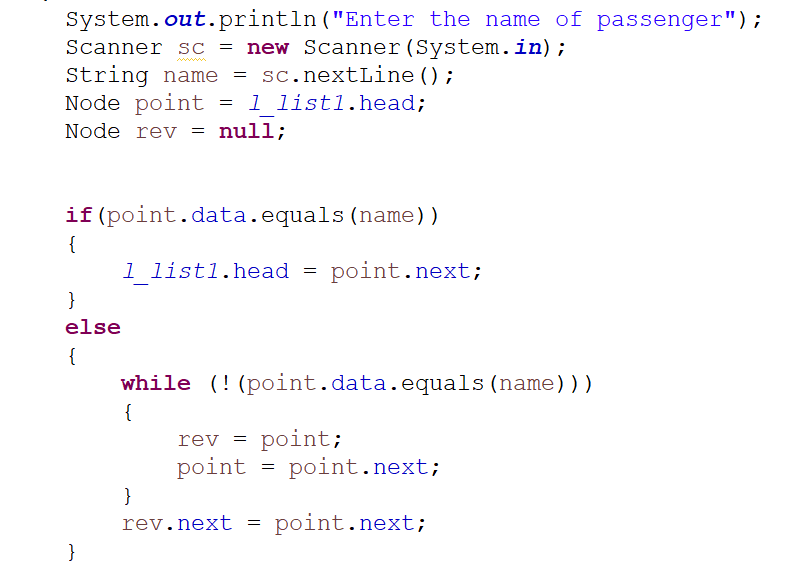 System.out.println("Enter the name of passenger");
Scanner sc = new Scanner(System.in);
String name = sc.nextLine();
Node point = l_list1.head;
Node rev = null;
if(point.data.equals(name))
{
l_list1.head = point.next;
}
else
{
while (!(point.data.equals(name)))
{
rev = point;
point = point.next;
}
rev.next = point.next;
}